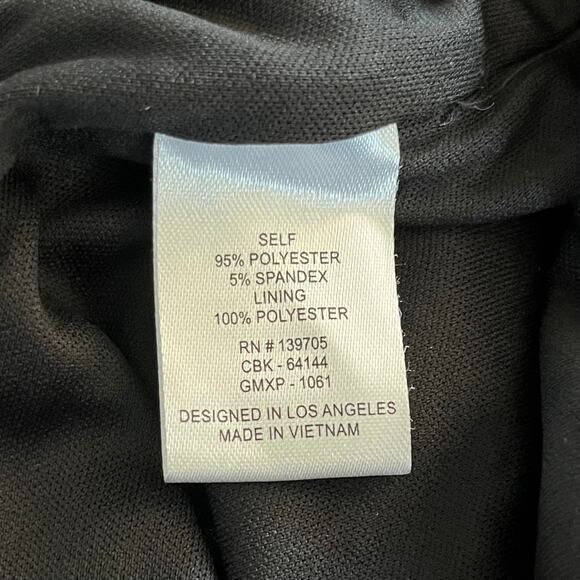 SELF
95% POLYESTER
5% SPANDEX
LINING
100% POLYESTER
RN # 139705
CBK - 64144
GMXP - 1061
DESIGNED IN LOS ANGELES
MADE IN VIETNAM